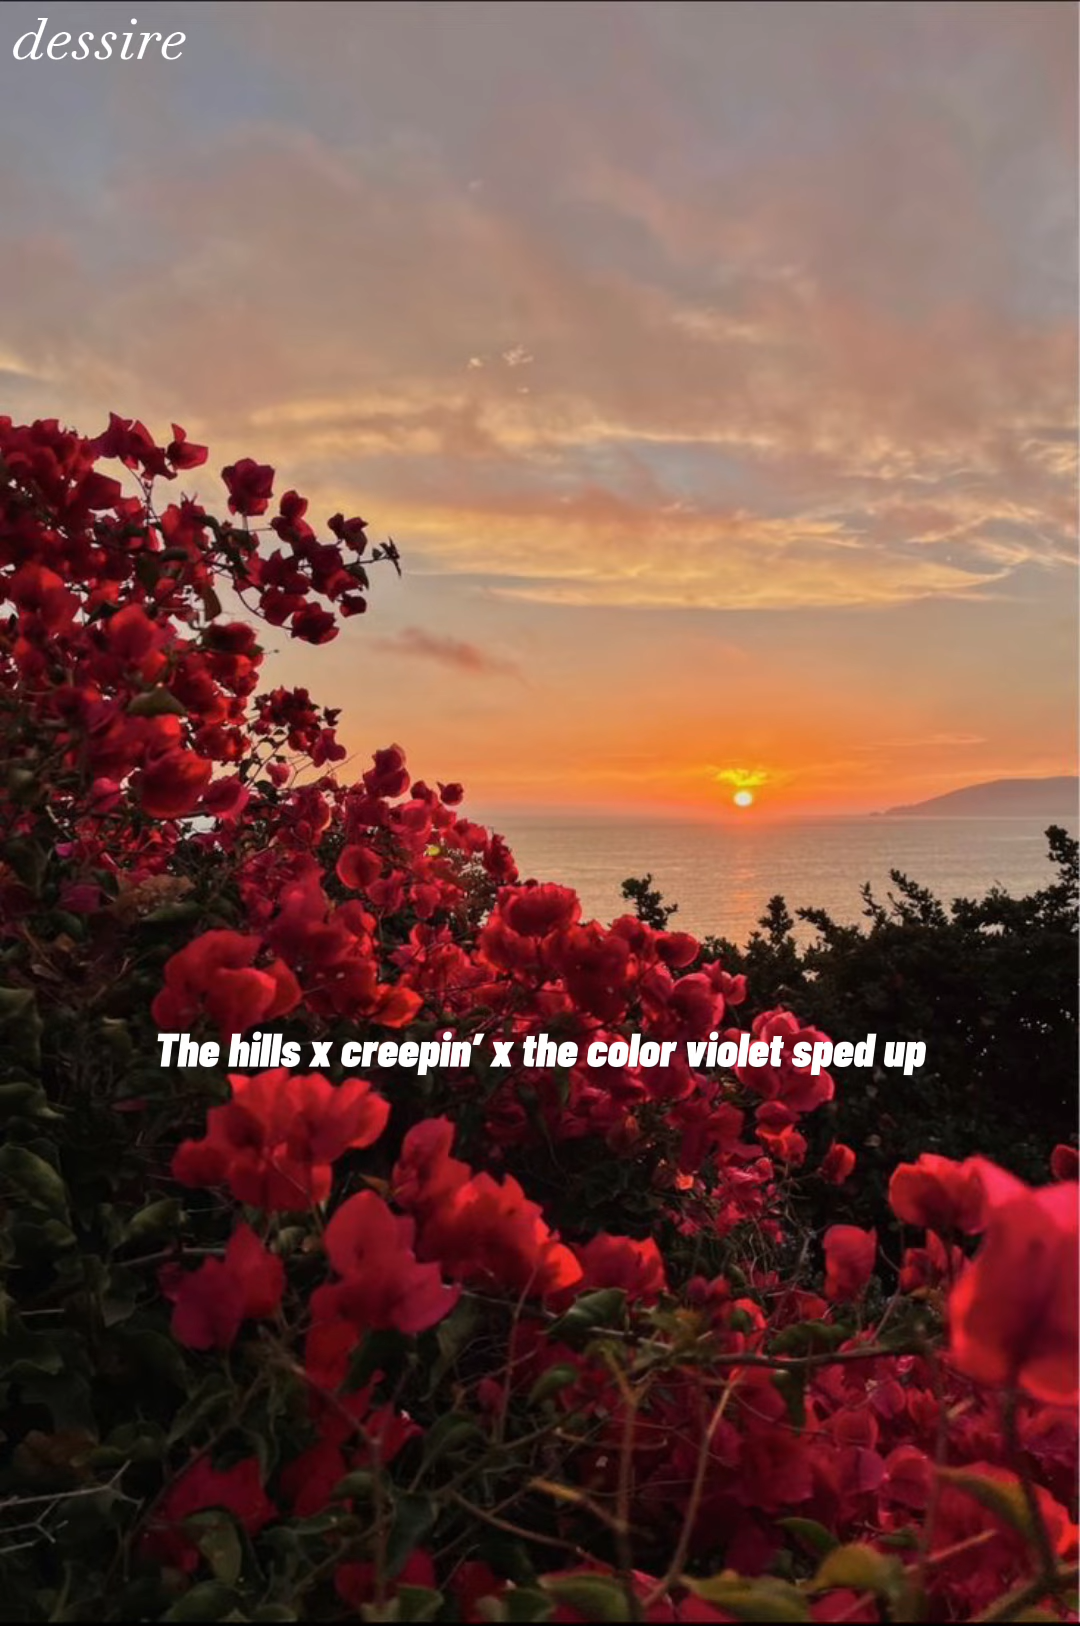 dessire
The hills x creepin’ x the color violet sped up